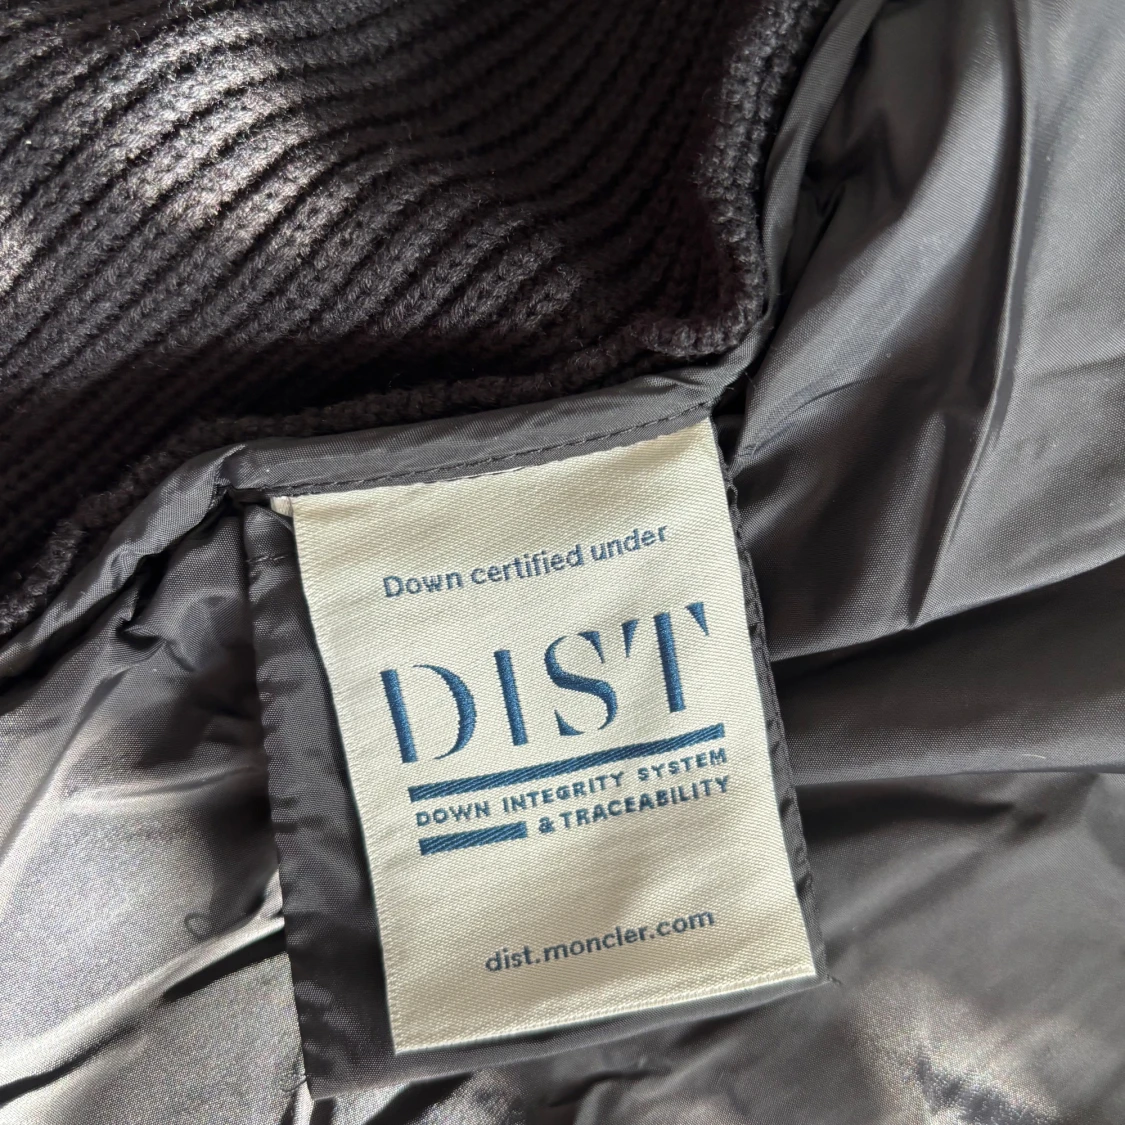 Down certified under
DIST
DOWN INTEGRITY SYSTEM
& TRACEABILITY
dist.moncler.com